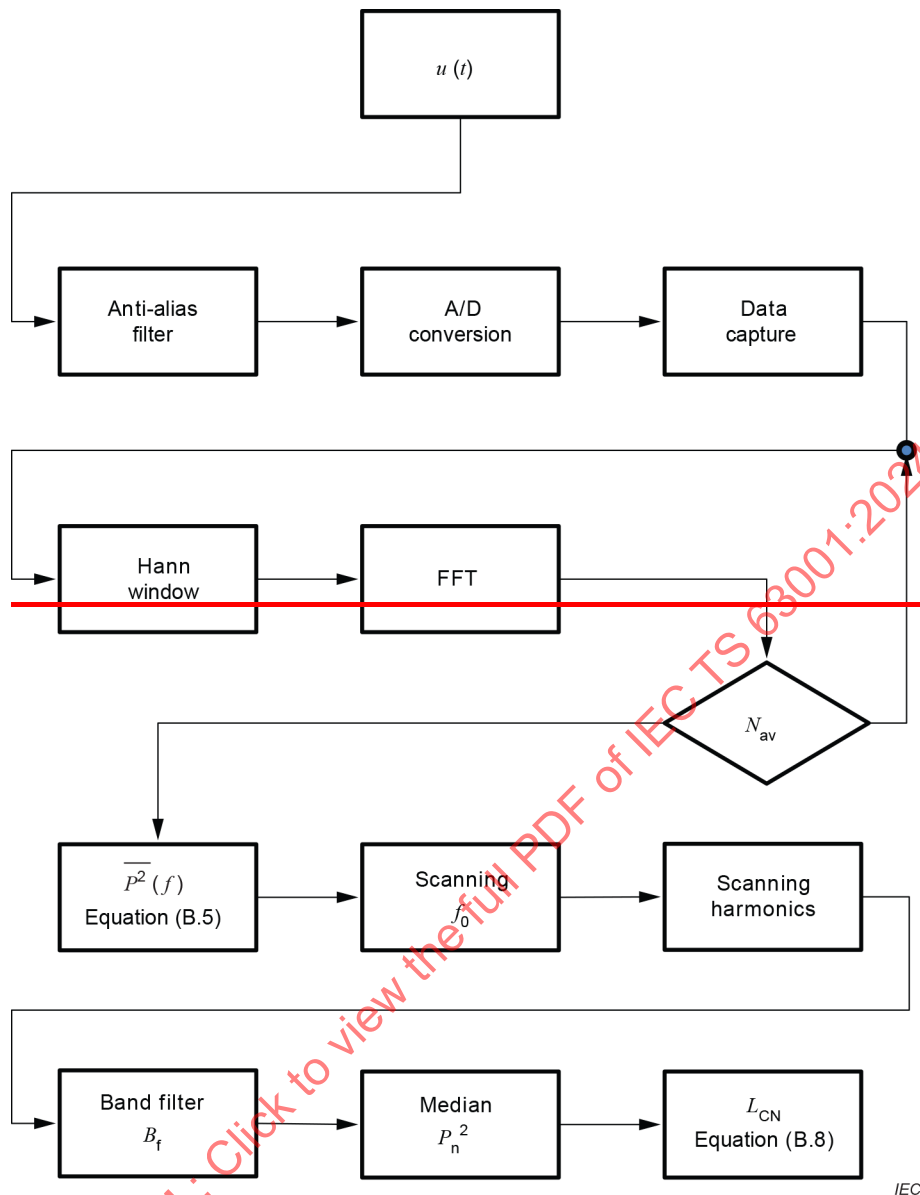 u (t)
Anti-alias
filter
A/D
conversion
Data
capture
Hann
window
FFT
N_av
P² (f)
Equation (B.5)
Scanning
f₀
Scanning
harmonics
Band filter
B_f
Median
P_n²
L_CN
Equation (B.8)
IEC
: Click to view the full PDF of IEC TS 63001:202